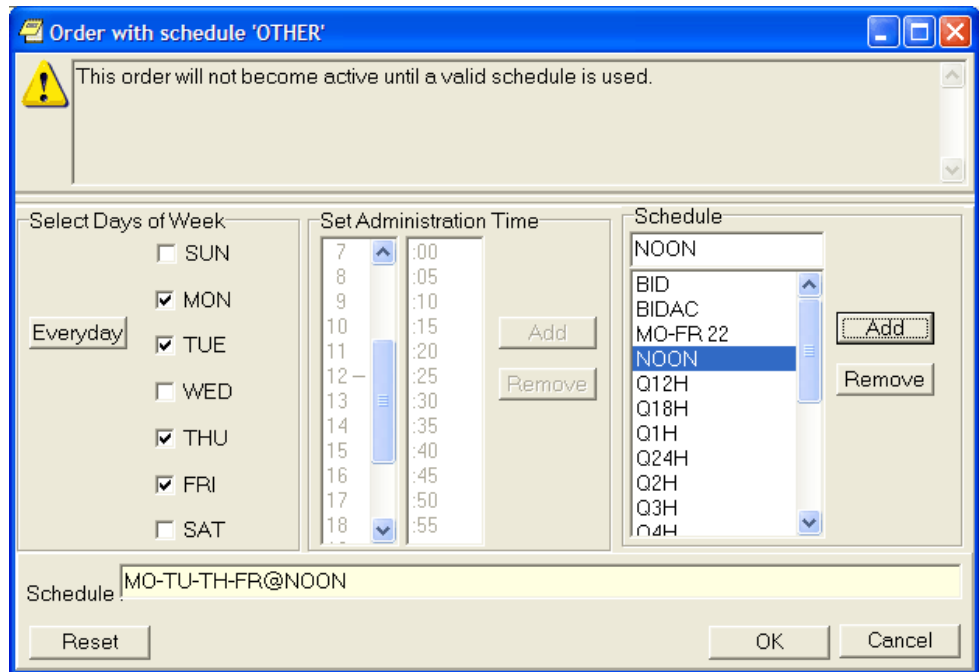 Order with schedule 'OTHER'
This order will not become active until a valid schedule is used.
Select Days of Week
SUN
MON
Everyday
TUE
WED
THU
FRI
SAT
Set Administration Time
7
8
9
10
11
12 –
13
14
15
16
17
18
:00
:05
:10
:15
:20
:25
:30
:35
:40
:45
:50
:55
Add
Remove
Schedule
NOON
BID
BIDAC
MO-FR 22
NOON
Q12H
Q18H
Q1H
Q24H
Q2H
Q3H
Q4H
Add
Remove
Schedule :
MO-TU-TH-FR@NOON
Reset
OK
Cancel